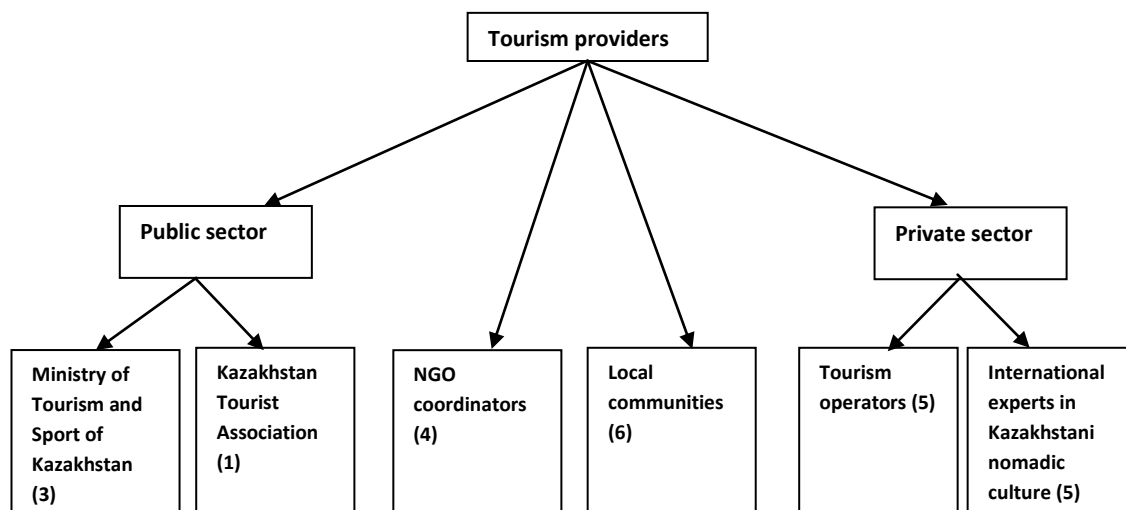 Tourism providers
Public sector
Private sector
Ministry of
Tourism and
Sport of
Kazakhstan
(3)
Kazakhstan
Tourist
Association
(1)
NGO
coordinators
(4)
Local
communities
(6)
Tourism
operators (5)
International
experts in
Kazakhstani
nomadic
culture (5)